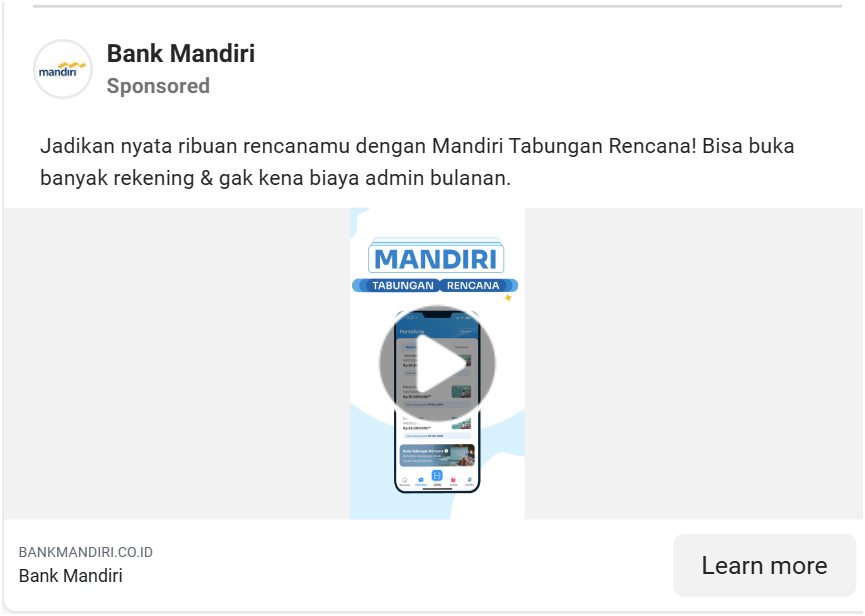 mandiri
Bank Mandiri
Sponsored
Jadikan nyata ribuan rencanamu dengan Mandiri Tabungan Rencana! Bisa buka
banyak rekening & gak kena biaya admin bulanan.
MANDIRI
TABUNGAN RENCANA
BANKMANDIRI.CO.ID
Bank Mandiri
Learn more